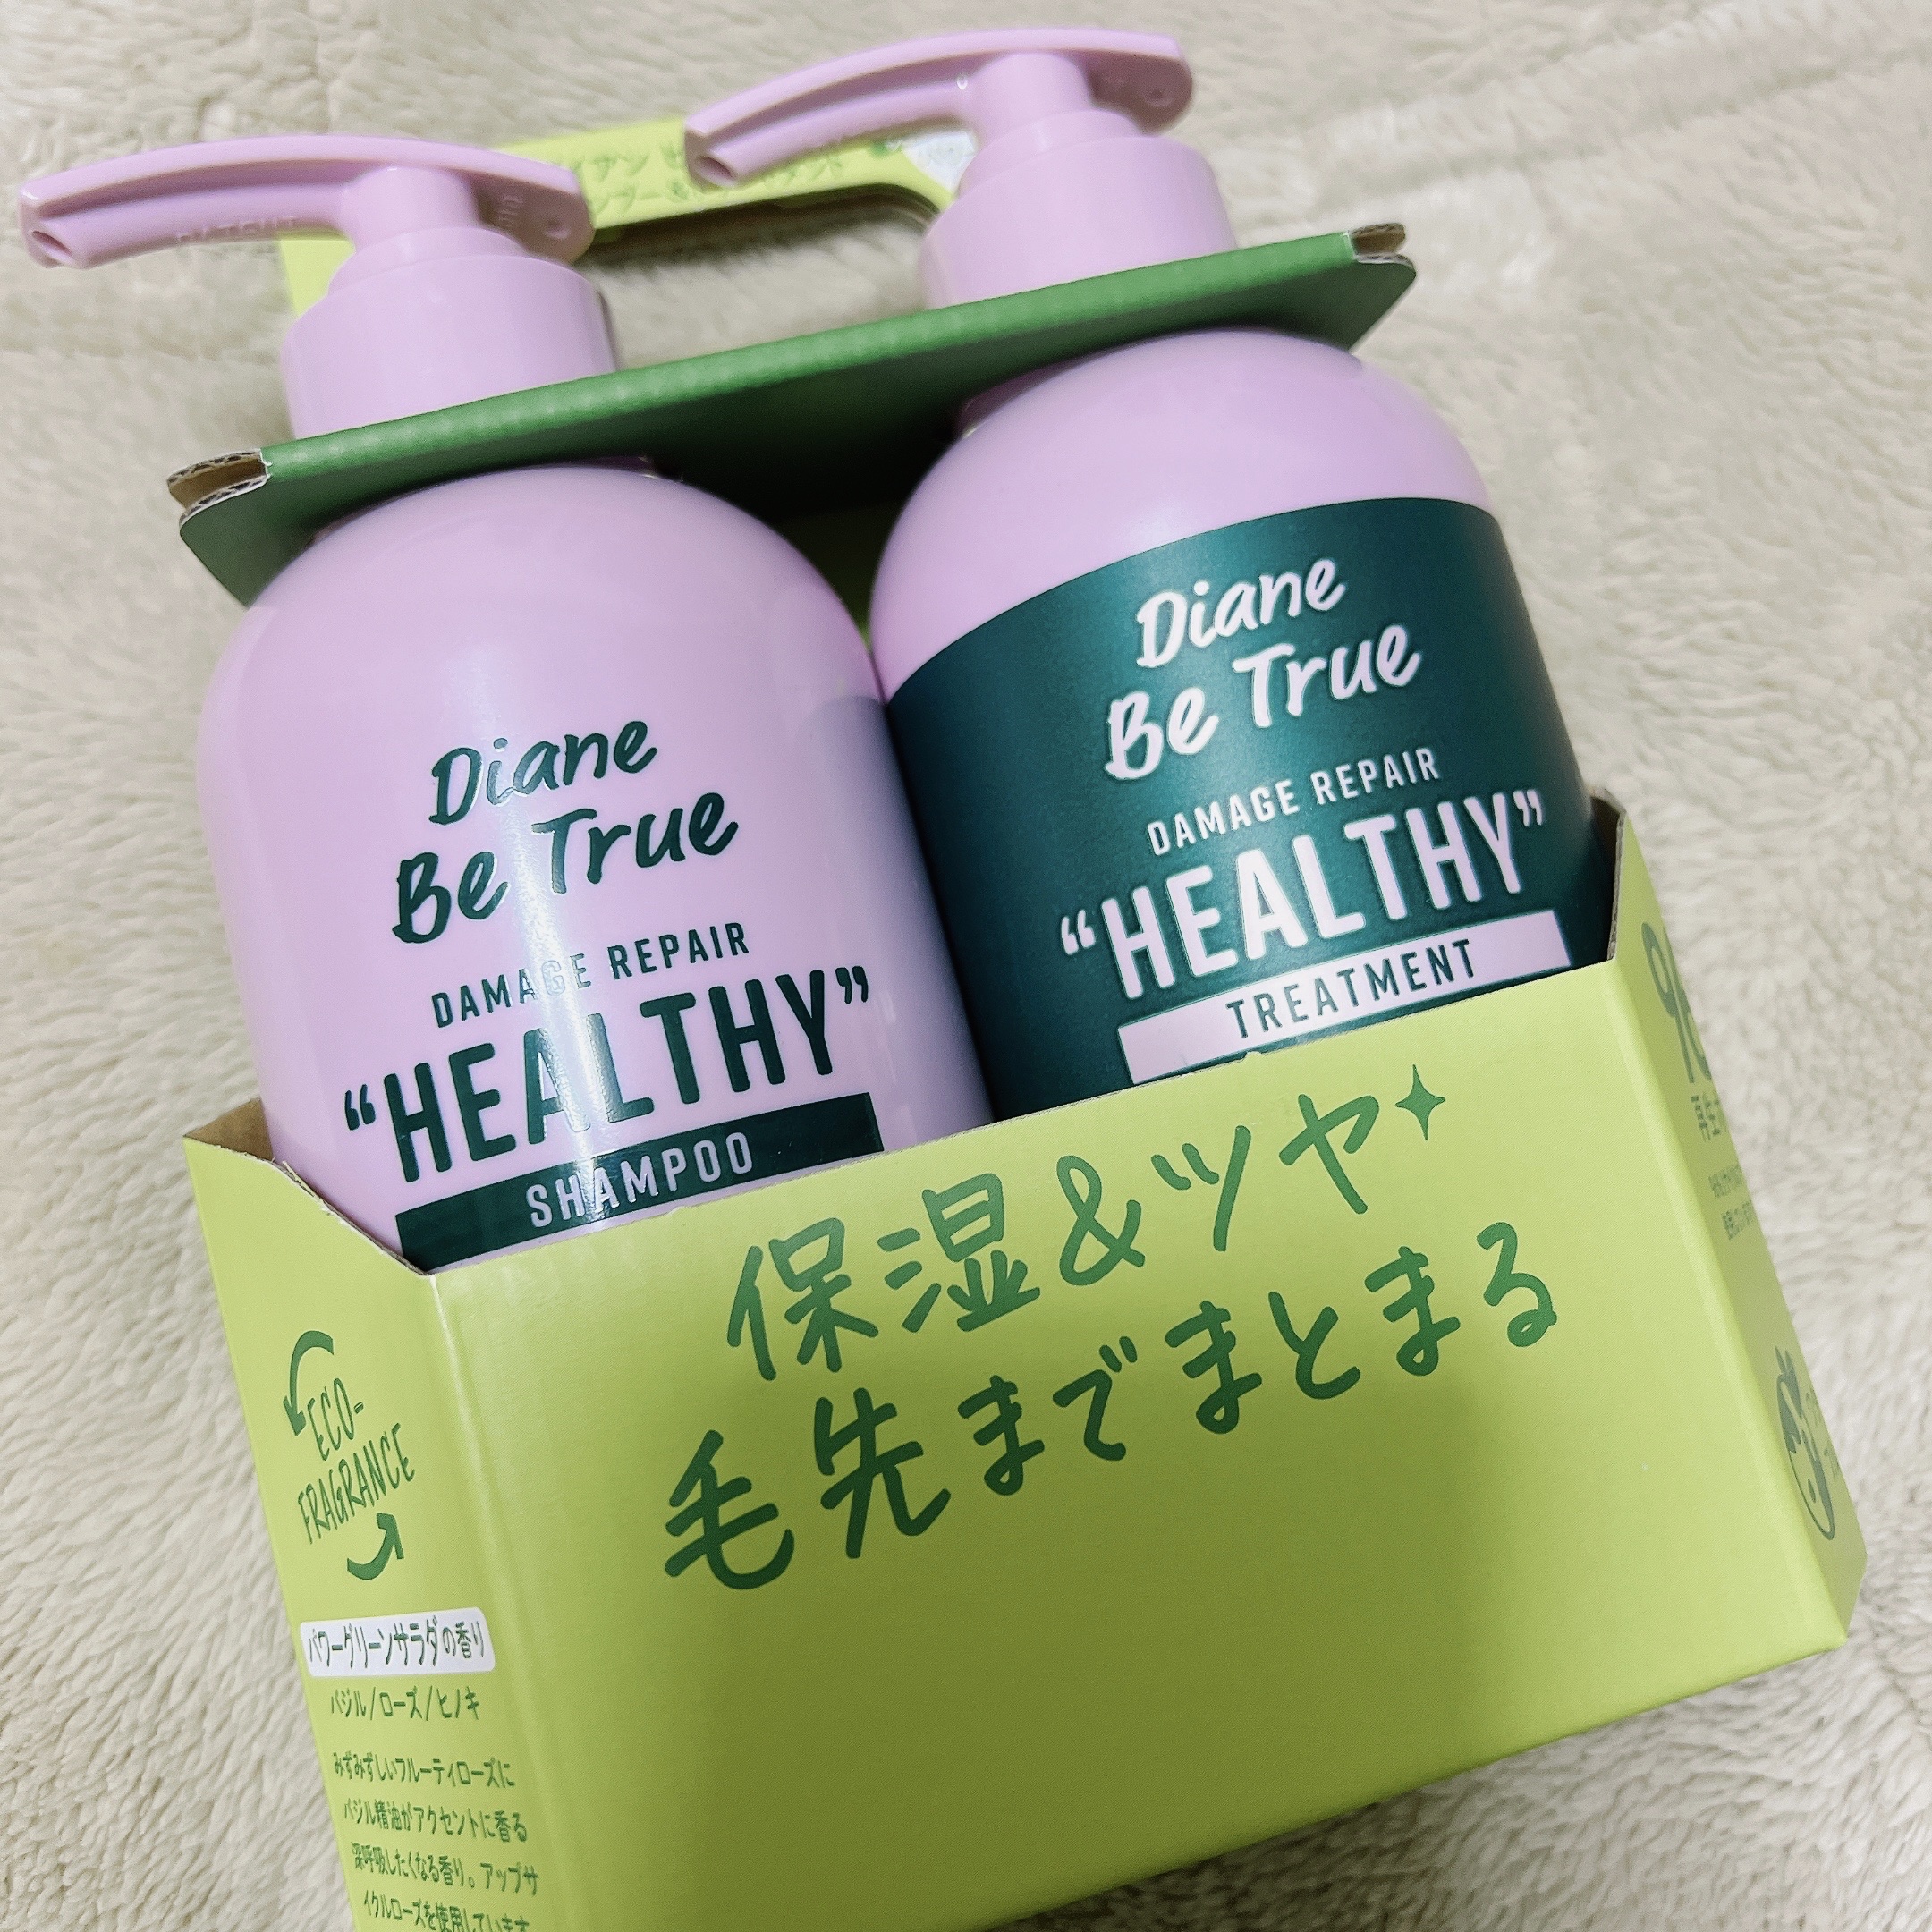 Diane
Be True
DAMAGE REPAIR
“HEALTHY”
SHAMPOO
Diane
Be True
DAMAGE REPAIR
“HEALTHY”
TREATMENT
保湿&ツヤ
毛先までまとまる
ECO-
FRAGRANCE
パワーグリーンサラダの香り
バジル/ローズ/ヒノキ
みずみずしいフルーティローズに
バジル精油がアクセントに香る
深呼吸したくなる香り。アップサ
イクルローズを使用しています